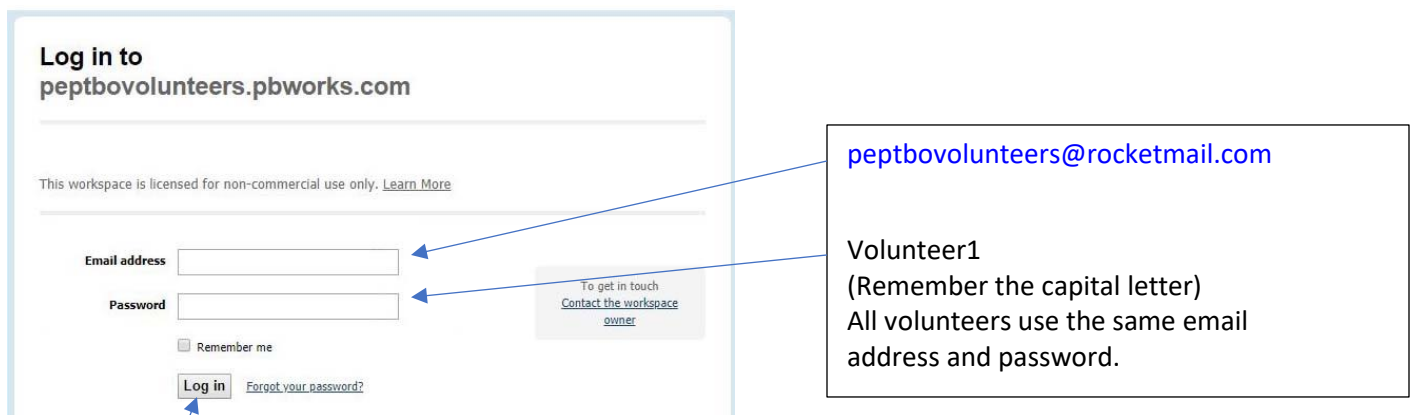 Log in to
peptbovolunteers.pbworks.com
This workspace is licensed for non-commercial use only. Learn More
Email address
Password
Remember me
Log in Forgot your password?
To get in touch
Contact the workspace
owner
peptbovolunteers@rocketmail.com
Volunteer1
(Remember the capital letter)
All volunteers use the same email
address and password.